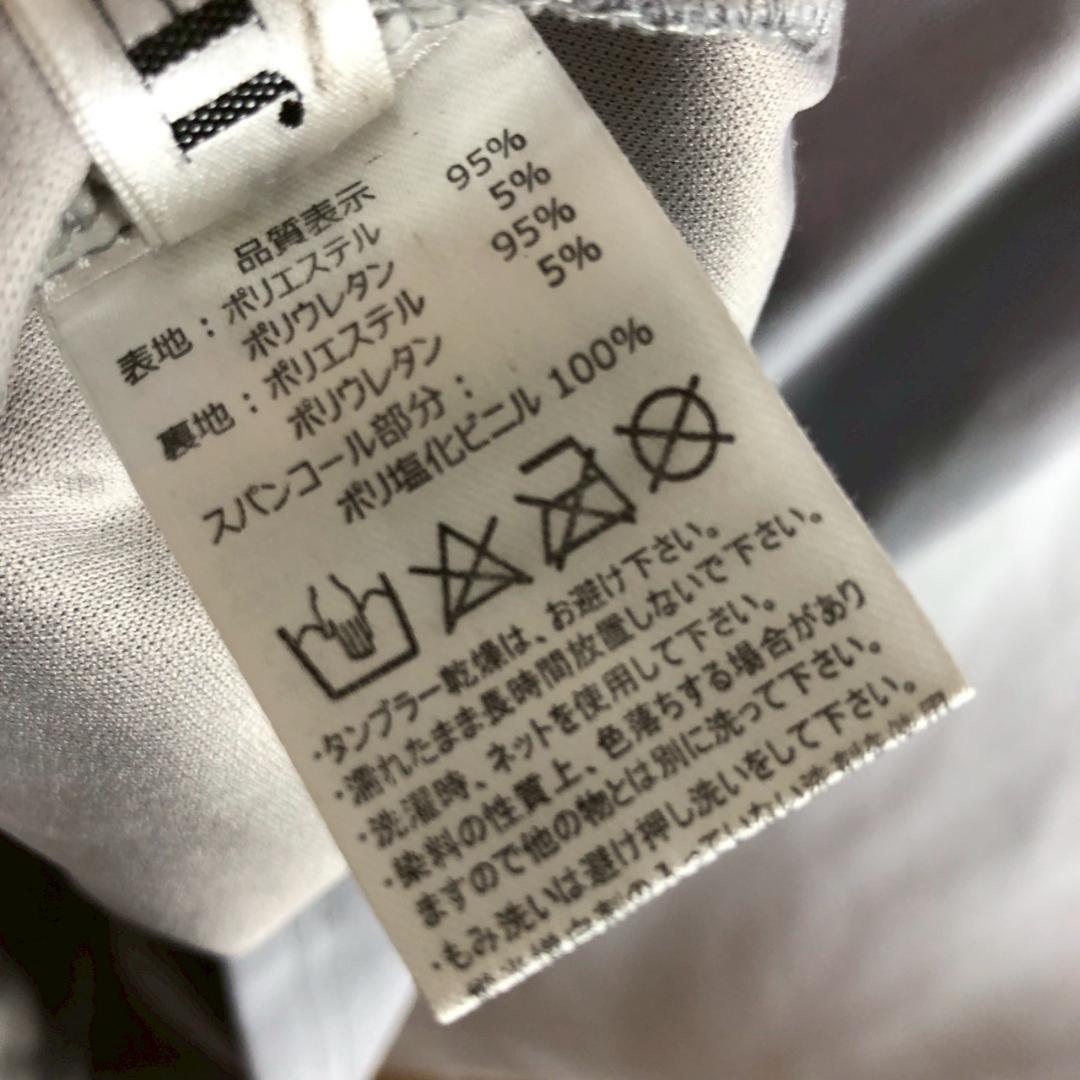 品質表示
表地：ポリエステル 95%
ポリウレタン 5%
裏地：ポリエステル 95%
ポリウレタン 5%
スパンコール部分：
ポリ塩化ビニル 100%
・タンブラー乾燥は、お避け下さい。
・濡れたまま長時間放置しないで下さい。
・洗濯時、ネットを使用して下さい。
・染料の性質上、色落ちする場合があり
ますので他の物とは別に洗って下さい。
・もみ洗いは避け押し洗いをして下さい。